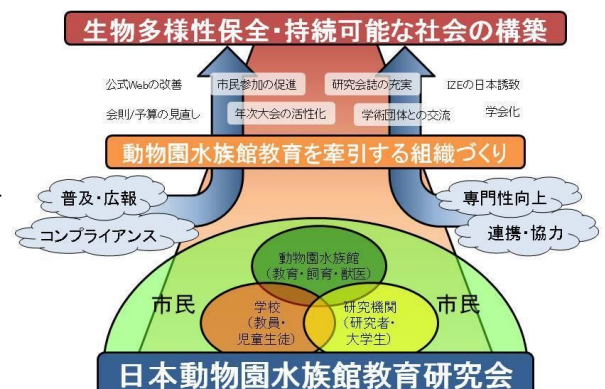 生物多様性保全・持続可能な社会の構築
公式Webの改善 市民参加の促進 研究会誌の充実 IZEの日本誘致
会則/予算の見直し 年次大会の活性化 学術団体との交流 学会化
動物園水族館教育を牽引する組織づくり
普及・広報
コンプライアンス
専門性向上
連携・協力
動物園水族館
(教育・飼育・獣医)
市民
学校
(教員・
児童生徒)
研究機関
(研究者・
大学生)
市民
日本動物園水族館教育研究会